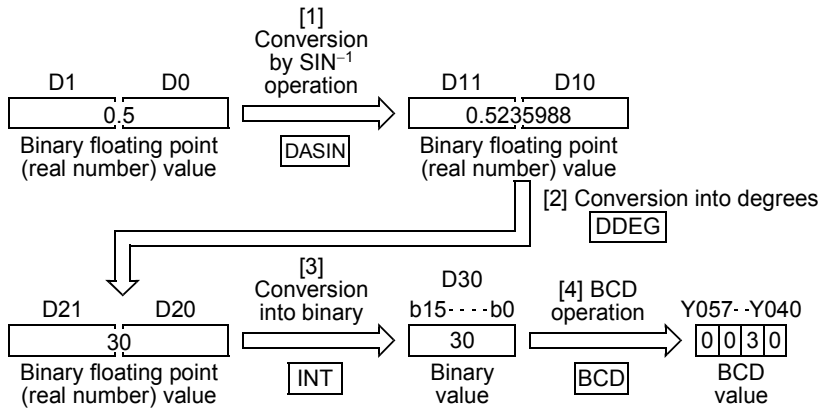 [1]
Conversion
by SIN⁻¹
operation
D1 D0
0.5
Binary floating point
(real number) value
DASIN
D11 D10
0.5235988
Binary floating point
(real number) value
[2] Conversion into degrees
DDEG
D21 D20
30
Binary floating point
(real number) value
[3]
Conversion
into binary
INT
D30
b15----b0
30
Binary
value
[4] BCD
operation
BCD
Y057--Y040
0 0 3 0
BCD
value